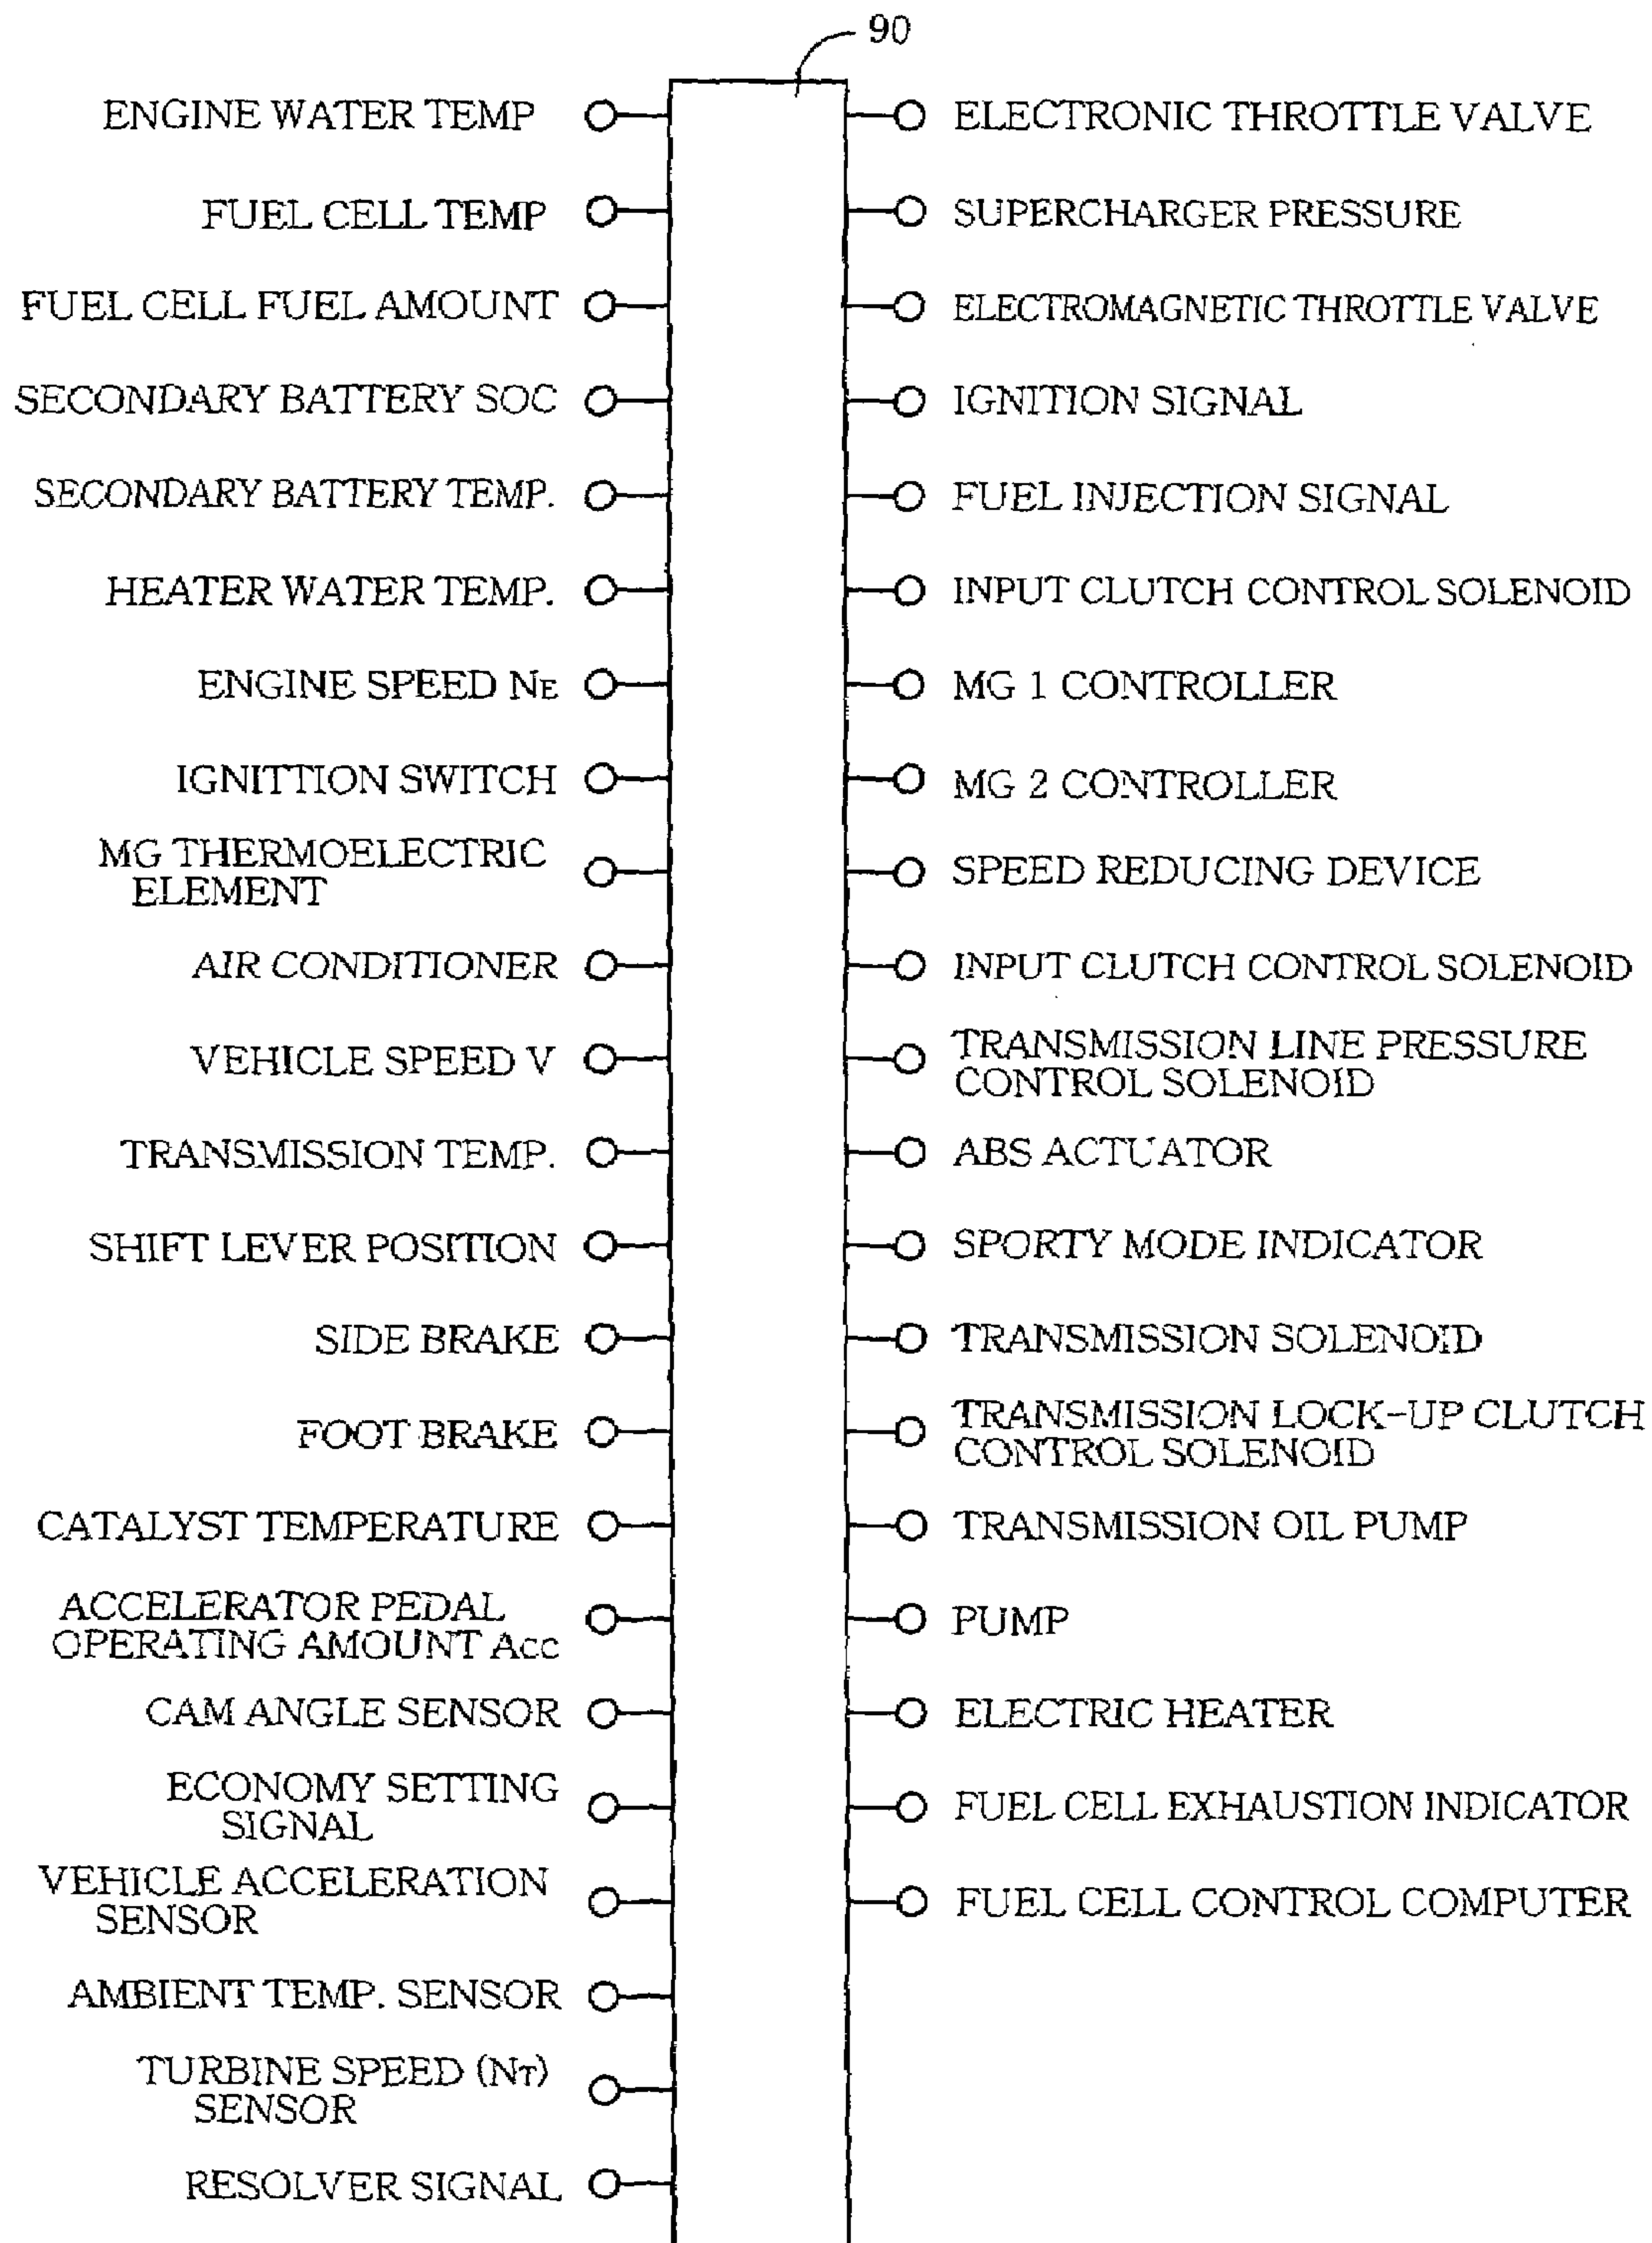 90
ENGINE WATER TEMP
FUEL CELL TEMP
FUEL CELL FUEL AMOUNT
SECONDARY BATTERY SOC
SECONDARY BATTERY TEMP.
HEATER WATER TEMP.
ENGINE SPEED NE
IGNITTION SWITCH
MG THERMOELECTRIC
ELEMENT
AIR CONDITIONER
VEHICLE SPEED V
TRANSMISSION TEMP.
SHIFT LEVER POSITION
SIDE BRAKE
FOOT BRAKE
CATALYST TEMPERATURE
ACCELERATOR PEDAL
OPERATING AMOUNT Acc
CAM ANGLE SENSOR
ECONOMY SETTING
SIGNAL
VEHICLE ACCELERATION
SENSOR
AMBIENT TEMP. SENSOR
TURBINE SPEED (NT)
SENSOR
RESOLVER SIGNAL
ELECTRONIC THROTTLE VALVE
SUPERCHARGER PRESSURE
ELECTROMAGNETIC THROTTLE VALVE
IGNITION SIGNAL
FUEL INJECTION SIGNAL
INPUT CLUTCH CONTROL SOLENOID
MG 1 CONTROLLER
MG 2 CONTROLLER
SPEED REDUCING DEVICE
INPUT CLUTCH CONTROL SOLENOID
TRANSMISSION LINE PRESSURE
CONTROL SOLENOID
ABS ACTUATOR
SPORTY MODE INDICATOR
TRANSMISSION SOLENOID
TRANSMISSION LOCK-UP CLUTCH
CONTROL SOLENOID
TRANSMISSION OIL PUMP
PUMP
ELECTRIC HEATER
FUEL CELL EXHAUSTION INDICATOR
FUEL CELL CONTROL COMPUTER